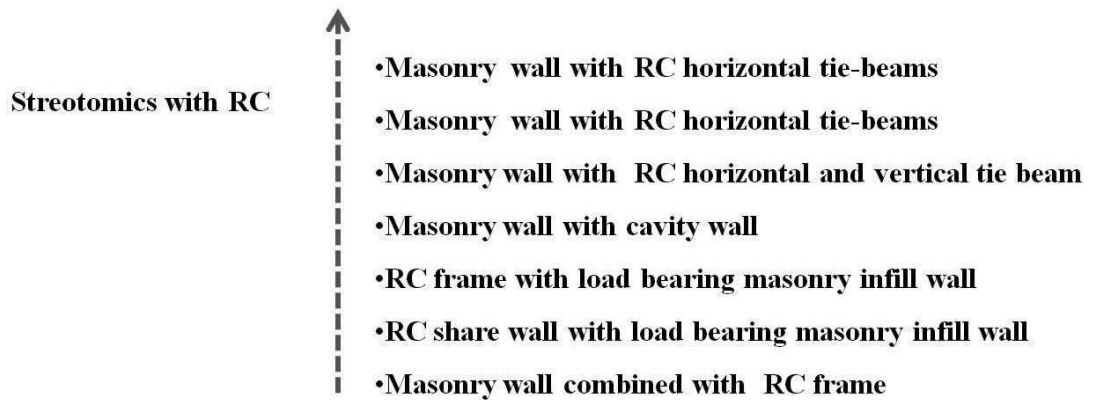 •Masonry wall with RC horizontal tie-beams
Streotomics with RC
•Masonry wall with RC horizontal tie-beams
•Masonry wall with RC horizontal and vertical tie beam
•Masonry wall with cavity wall
•RC frame with load bearing masonry infill wall
•RC share wall with load bearing masonry infill wall
•Masonry wall combined with RC frame